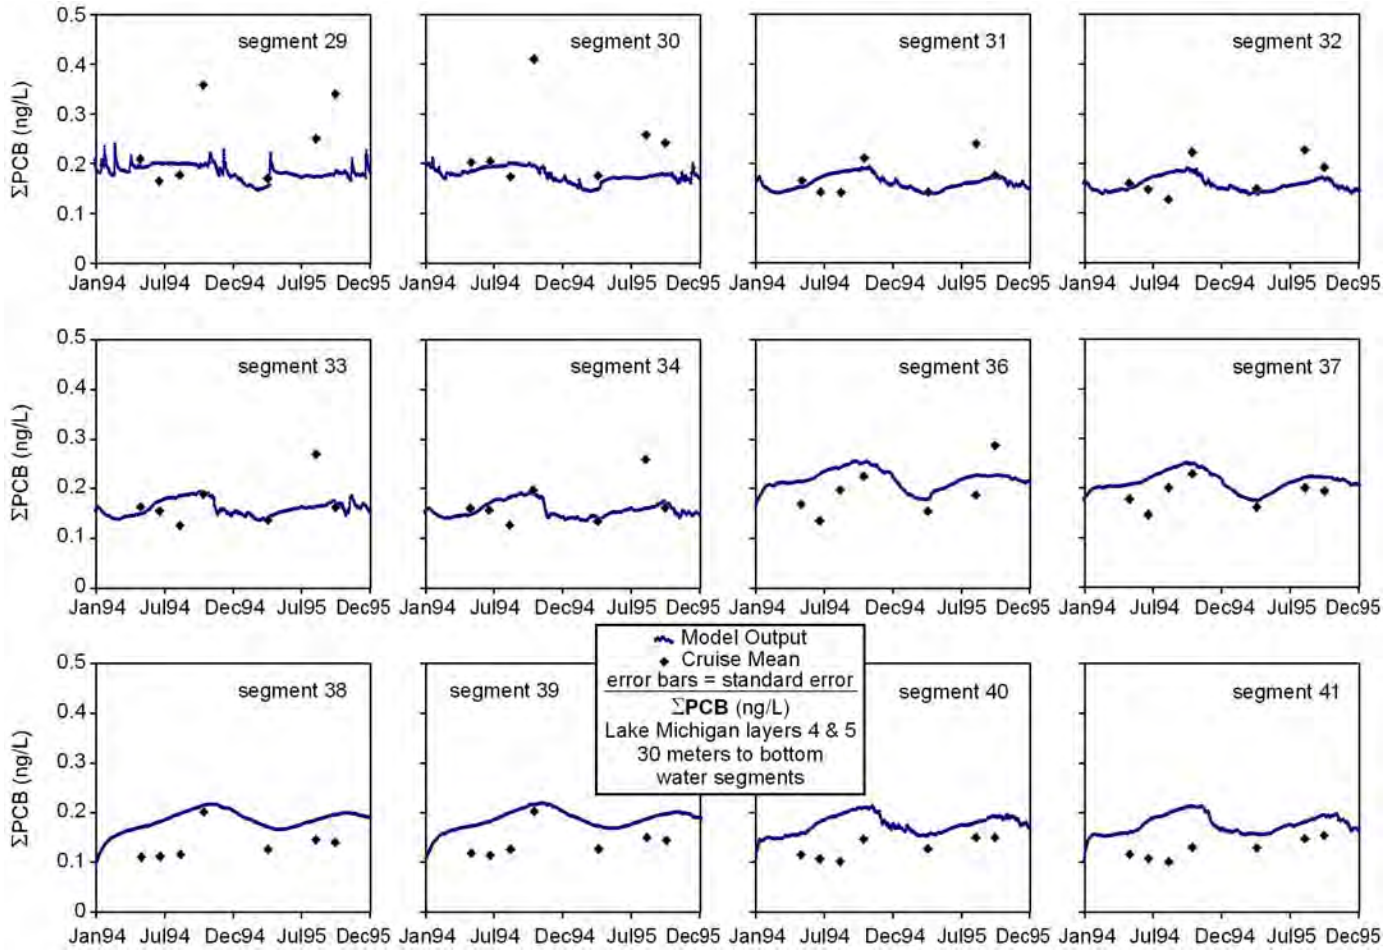 0.5
0.4
0.3
0.2
0.1
0
ΣPCB (ng/L)
segment 29
segment 30
segment 31
segment 32
Jan94 Jul94 Dec94 Jul95 Dec95
Jan94 Jul94 Dec94 Jul95 Dec95
Jan94 Jul94 Dec94 Jul95 Dec95
Jan94 Jul94 Dec94 Jul95 Dec95
0.5
0.4
0.3
0.2
0.1
0
ΣPCB (ng/L)
segment 33
segment 34
segment 36
segment 37
Jan94 Jul94 Dec94 Jul95 Dec95
Jan94 Jul94 Dec94 Jul95 Dec95
Jan94 Jul94 Dec94 Jul95 Dec95
Jan94 Jul94 Dec94 Jul95 Dec95
Model Output
Cruise Mean
error bars = standard error
ΣPCB (ng/L)
Lake Michigan layers 4 & 5
30 meters to bottom
water segments
0.5
0.4
0.3
0.2
0.1
0
ΣPCB (ng/L)
segment 38
segment 39
segment 40
segment 41
Jan94 Jul94 Dec94 Jul95 Dec95
Jan94 Jul94 Dec94 Jul95 Dec95
Jan94 Jul94 Dec94 Jul95 Dec95
Jan94 Jul94 Dec94 Jul95 Dec95